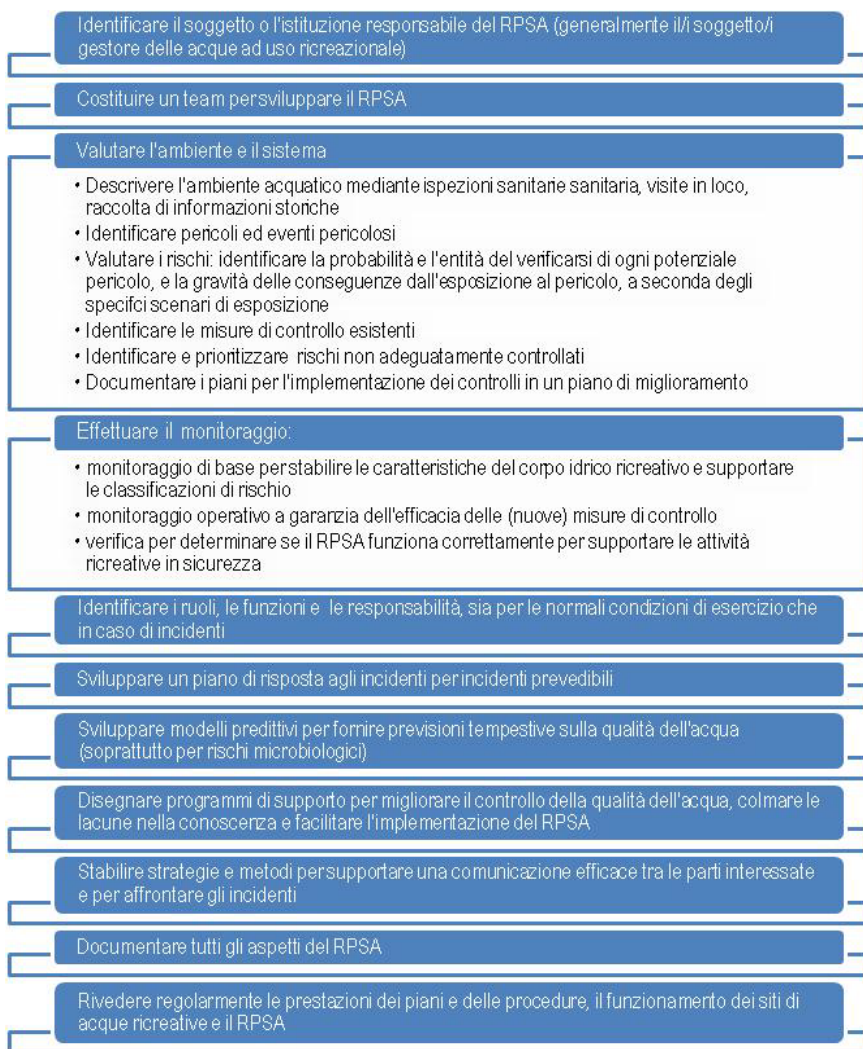 Identificare il soggetto o l'istituzione responsabile del RPSA (generalmente il/i soggetto/i
gestore delle acque ad uso ricreazionale)
Costituire un team per sviluppare il RPSA
Valutare l'ambiente e il sistema
• Descrivere l'ambiente acquatico mediante ispezioni sanitarie sanitaria, visite in loco,
raccolta di informazioni storiche
• Identificare pericoli ed eventi pericolosi
• Valutare i rischi: identificare la probabilità e l'entità del verificarsi di ogni potenziale
pericolo, e la gravità delle conseguenze dall'esposizione al pericolo, a seconda degli
specifci scenari di esposizione
• Identificare le misure di controllo esistenti
• Identificare e prioritizzare rischi non adeguatamente controllati
• Documentare i piani per l'implementazione dei controlli in un piano di miglioramento
Effettuare il monitoraggio:
• monitoraggio di base per stabilire le caratteristiche del corpo idrico ricreativo e supportare
le classificazioni di rischio
• monitoraggio operativo a garanzia dell'efficacia delle (nuove) misure di controllo
• verifica per determinare se il RPSA funziona correttamente per supportare le attività
ricreative in sicurezza
Identificare i ruoli, le funzioni e le responsabilità, sia per le normali condizioni di esercizio che
in caso di incidenti
Sviluppare un piano di risposta agli incidenti per incidenti prevedibili
Sviluppare modelli predittivi per fornire previsioni tempestive sulla qualità dell'acqua
(soprattutto per rischi microbiologici)
Disegnare programmi di supporto per migliorare il controllo della qualità dell'acqua, colmare le
lacune nella conoscenza e facilitare l'implementazione del RPSA
Stabilire strategie e metodi per supportare una comunicazione efficace tra le parti interessate
e per affrontare gli incidenti
Documentare tutti gli aspetti del RPSA
Rivedere regolarmente le prestazioni dei piani e delle procedure, il funzionamento dei siti di
acque ricreative e il RPSA